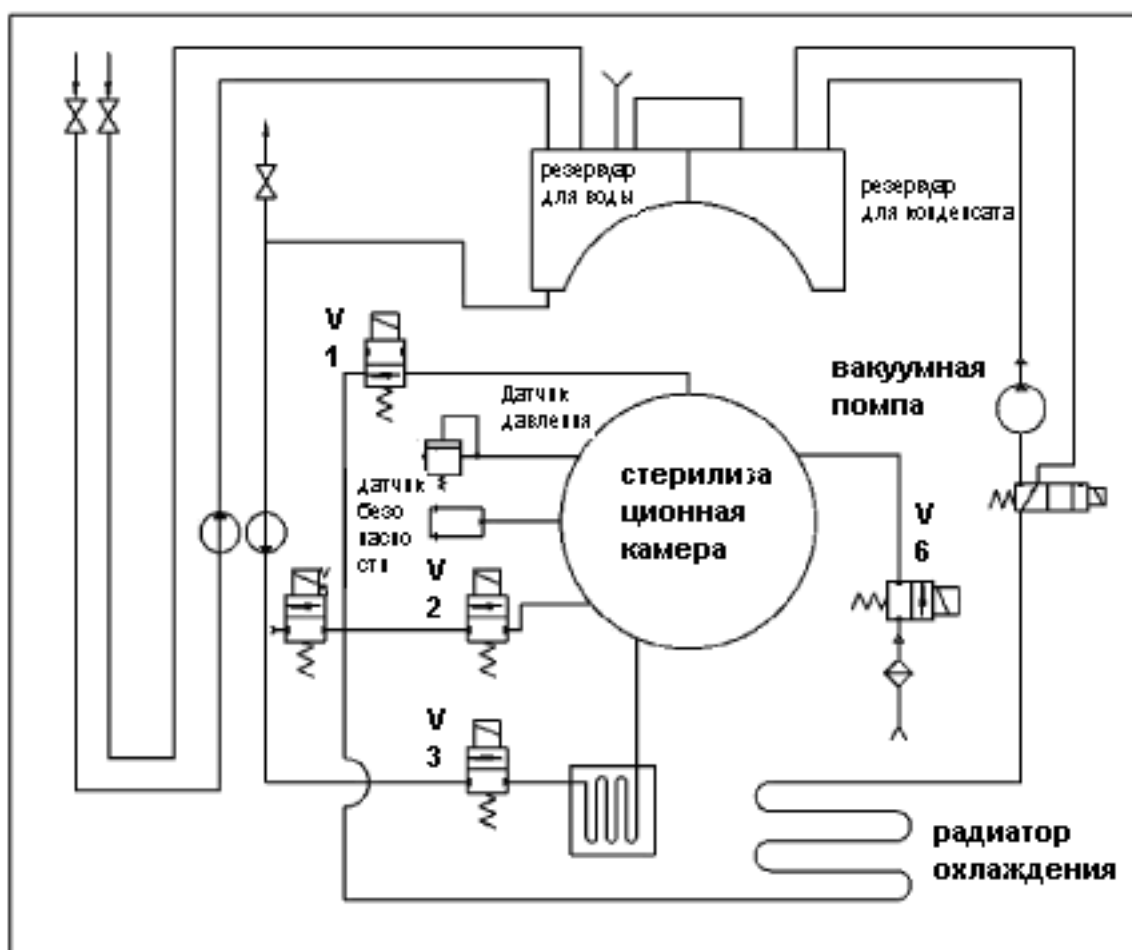 резервуар
для воды
резервуар
для конденсата
V
1
Датчик
давления
вакуумная
помпа
стерилиза
ционная
камера
датчик
безо
пасно
сти
V
2
V
6
V
3
радиатор
охлаждения